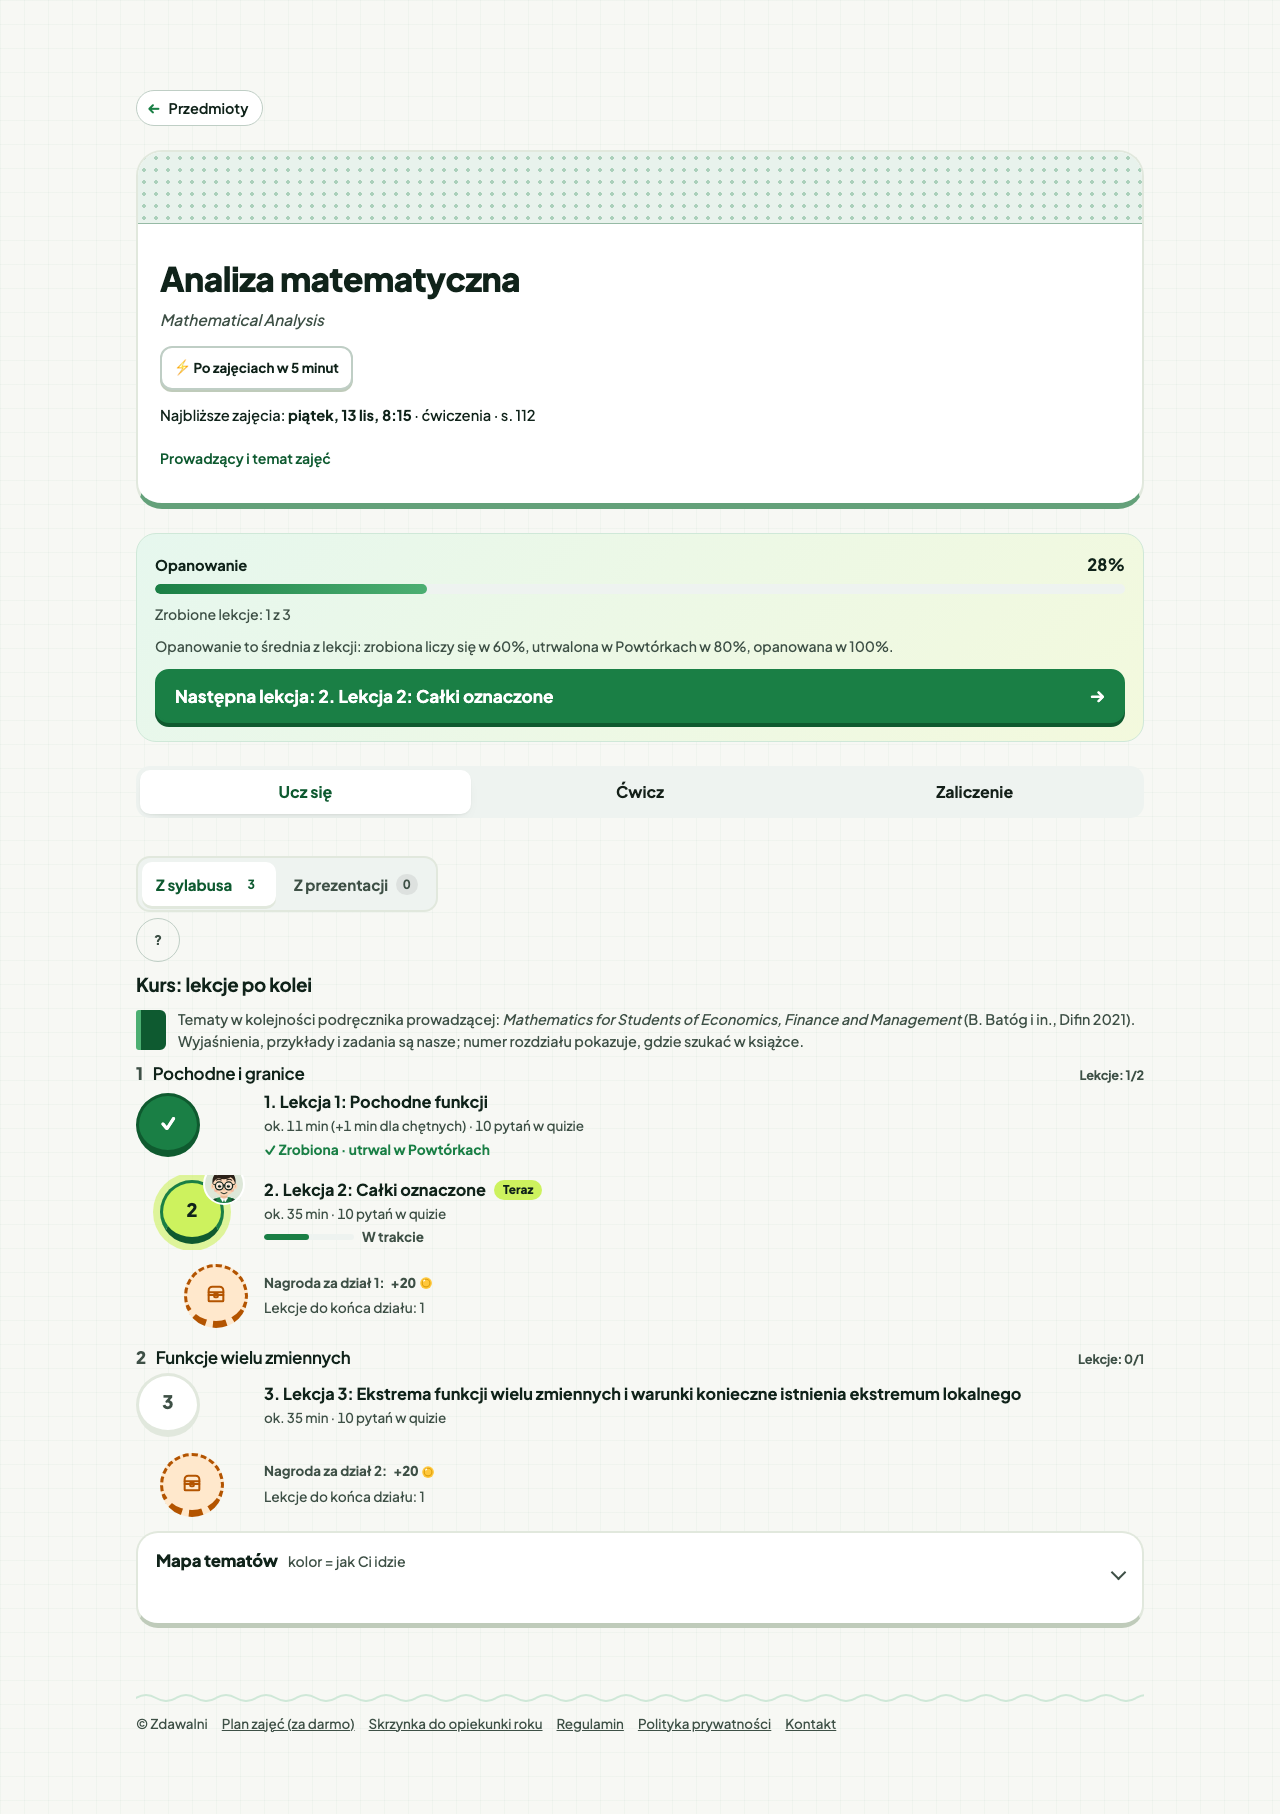 ← Przedmioty
Analiza matematyczna
Mathematical Analysis
⚡ Po zajęciach w 5 minut
Najbliższe zajęcia: piątek, 13 lis, 8:15 · ćwiczenia · s. 112
Prowadzący i temat zajęć
Opanowanie 28%
Zrobione lekcje: 1 z 3
Opanowanie to średnia z lekcji: zrobiona liczy się w 60%, utrwalona w Powtórkach w 80%, opanowana w 100%.
Następna lekcja: 2. Lekcja 2: Całki oznaczone →
Ucz się Ćwicz Zaliczenie
Z sylabusa 3 Z prezentacji 0
?
Kurs: lekcje po kolei
Tematy w kolejności podręcznika prowadzącej: Mathematics for Students of Economics, Finance and Management (B. Batóg i in., Difin 2021).
Wyjaśnienia, przykłady i zadania są nasze; numer rozdziału pokazuje, gdzie szukać w książce.
1 Pochodne i granice Lekcje: 1/2
1. Lekcja 1: Pochodne funkcji
ok. 11 min (+1 min dla chętnych) · 10 pytań w quizie
✓ Zrobiona · utrwal w Powtórkach
2 2. Lekcja 2: Całki oznaczone Teraz
ok. 35 min · 10 pytań w quizie
W trakcie
Nagroda za dział 1: +20
Lekcje do końca działu: 1
2 Funkcje wielu zmiennych Lekcje: 0/1
3 3. Lekcja 3: Ekstrema funkcji wielu zmiennych i warunki konieczne istnienia ekstremum lokalnego
ok. 35 min · 10 pytań w quizie
Nagroda za dział 2: +20
Lekcje do końca działu: 1
Mapa tematów kolor = jak Ci idzie
© Zdawalni Plan zajęć (za darmo) Skrzynka do opiekunki roku Regulamin Polityka prywatności Kontakt